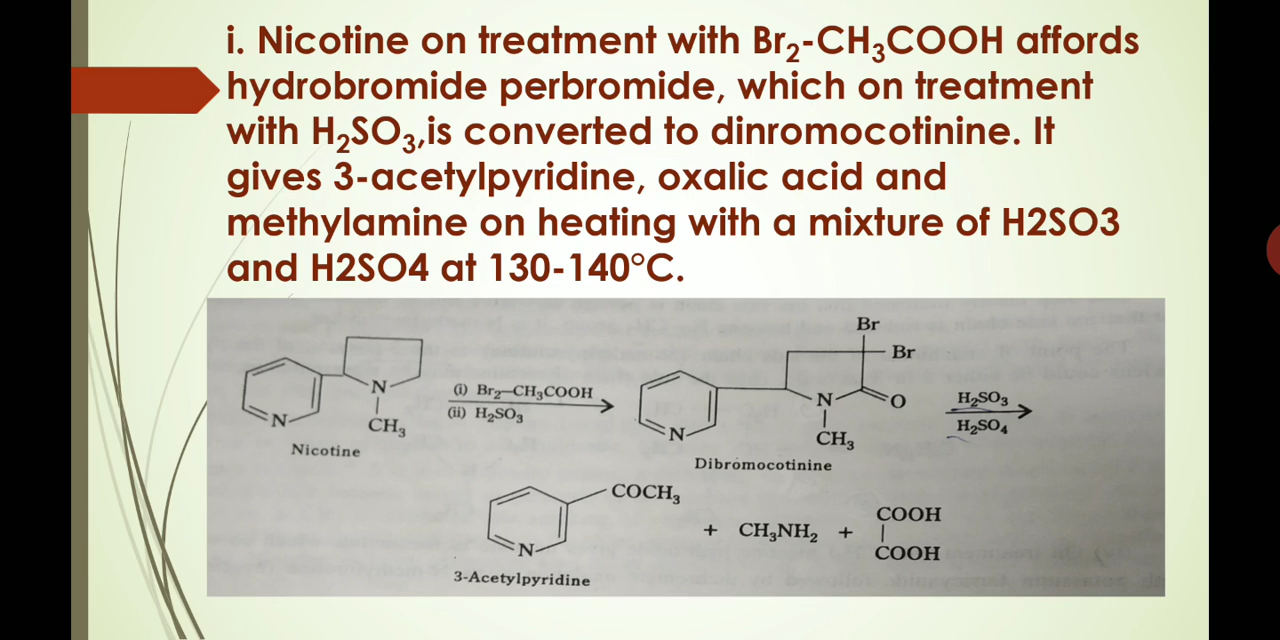 i. Nicotine on treatment with Br₂-CH₃COOH affords
hydrobromide perbromide, which on treatment
with H₂SO₃,is converted to dinromocotinine. It
gives 3-acetylpyridine, oxalic acid and
methylamine on heating with a mixture of H2SO3
and H2SO4 at 130-140°C.
N
N
CH₃
Nicotine
(i) Br₂—CH₃COOH
(ii) H₂SO₃
Br
Br
N
O
N
CH₃
Dibromocotinine
H₂SO₃
H₂SO₄
COCH₃
N
3-Acetylpyridine
+ CH₃NH₂ +
COOH
COOH